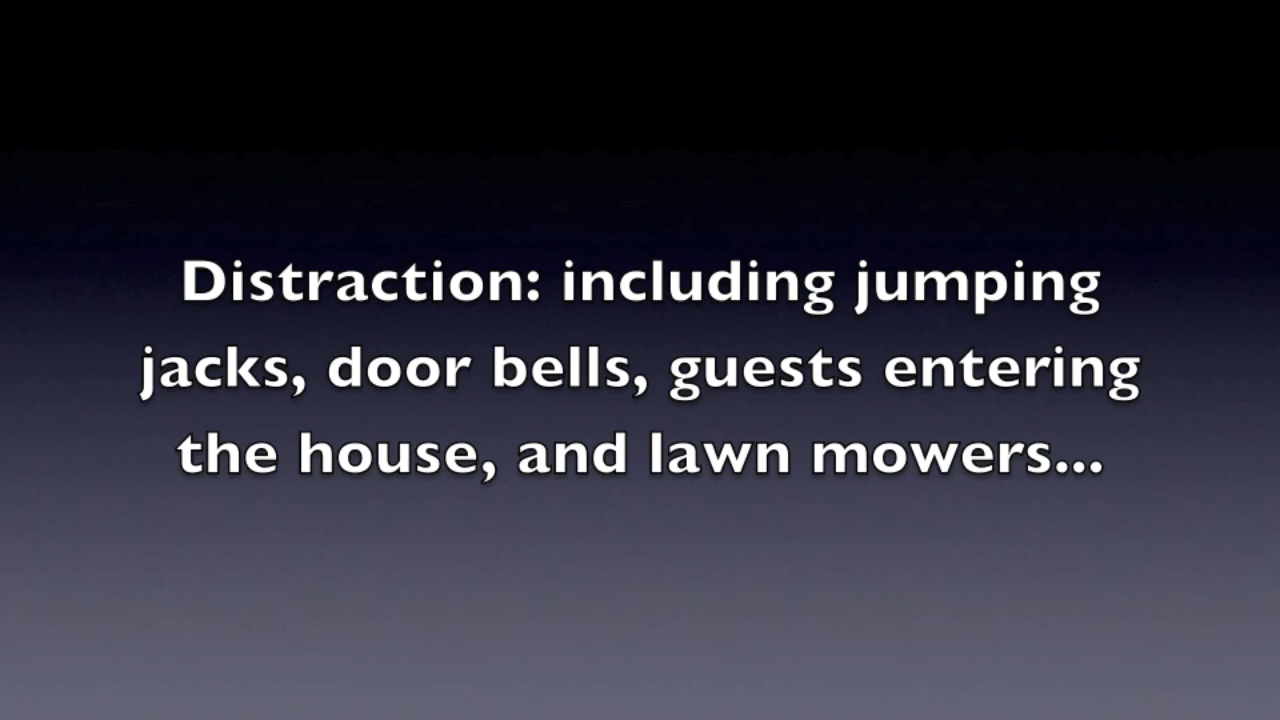 Distraction: including jumping
jacks, door bells, guests entering
the house, and lawn mowers...